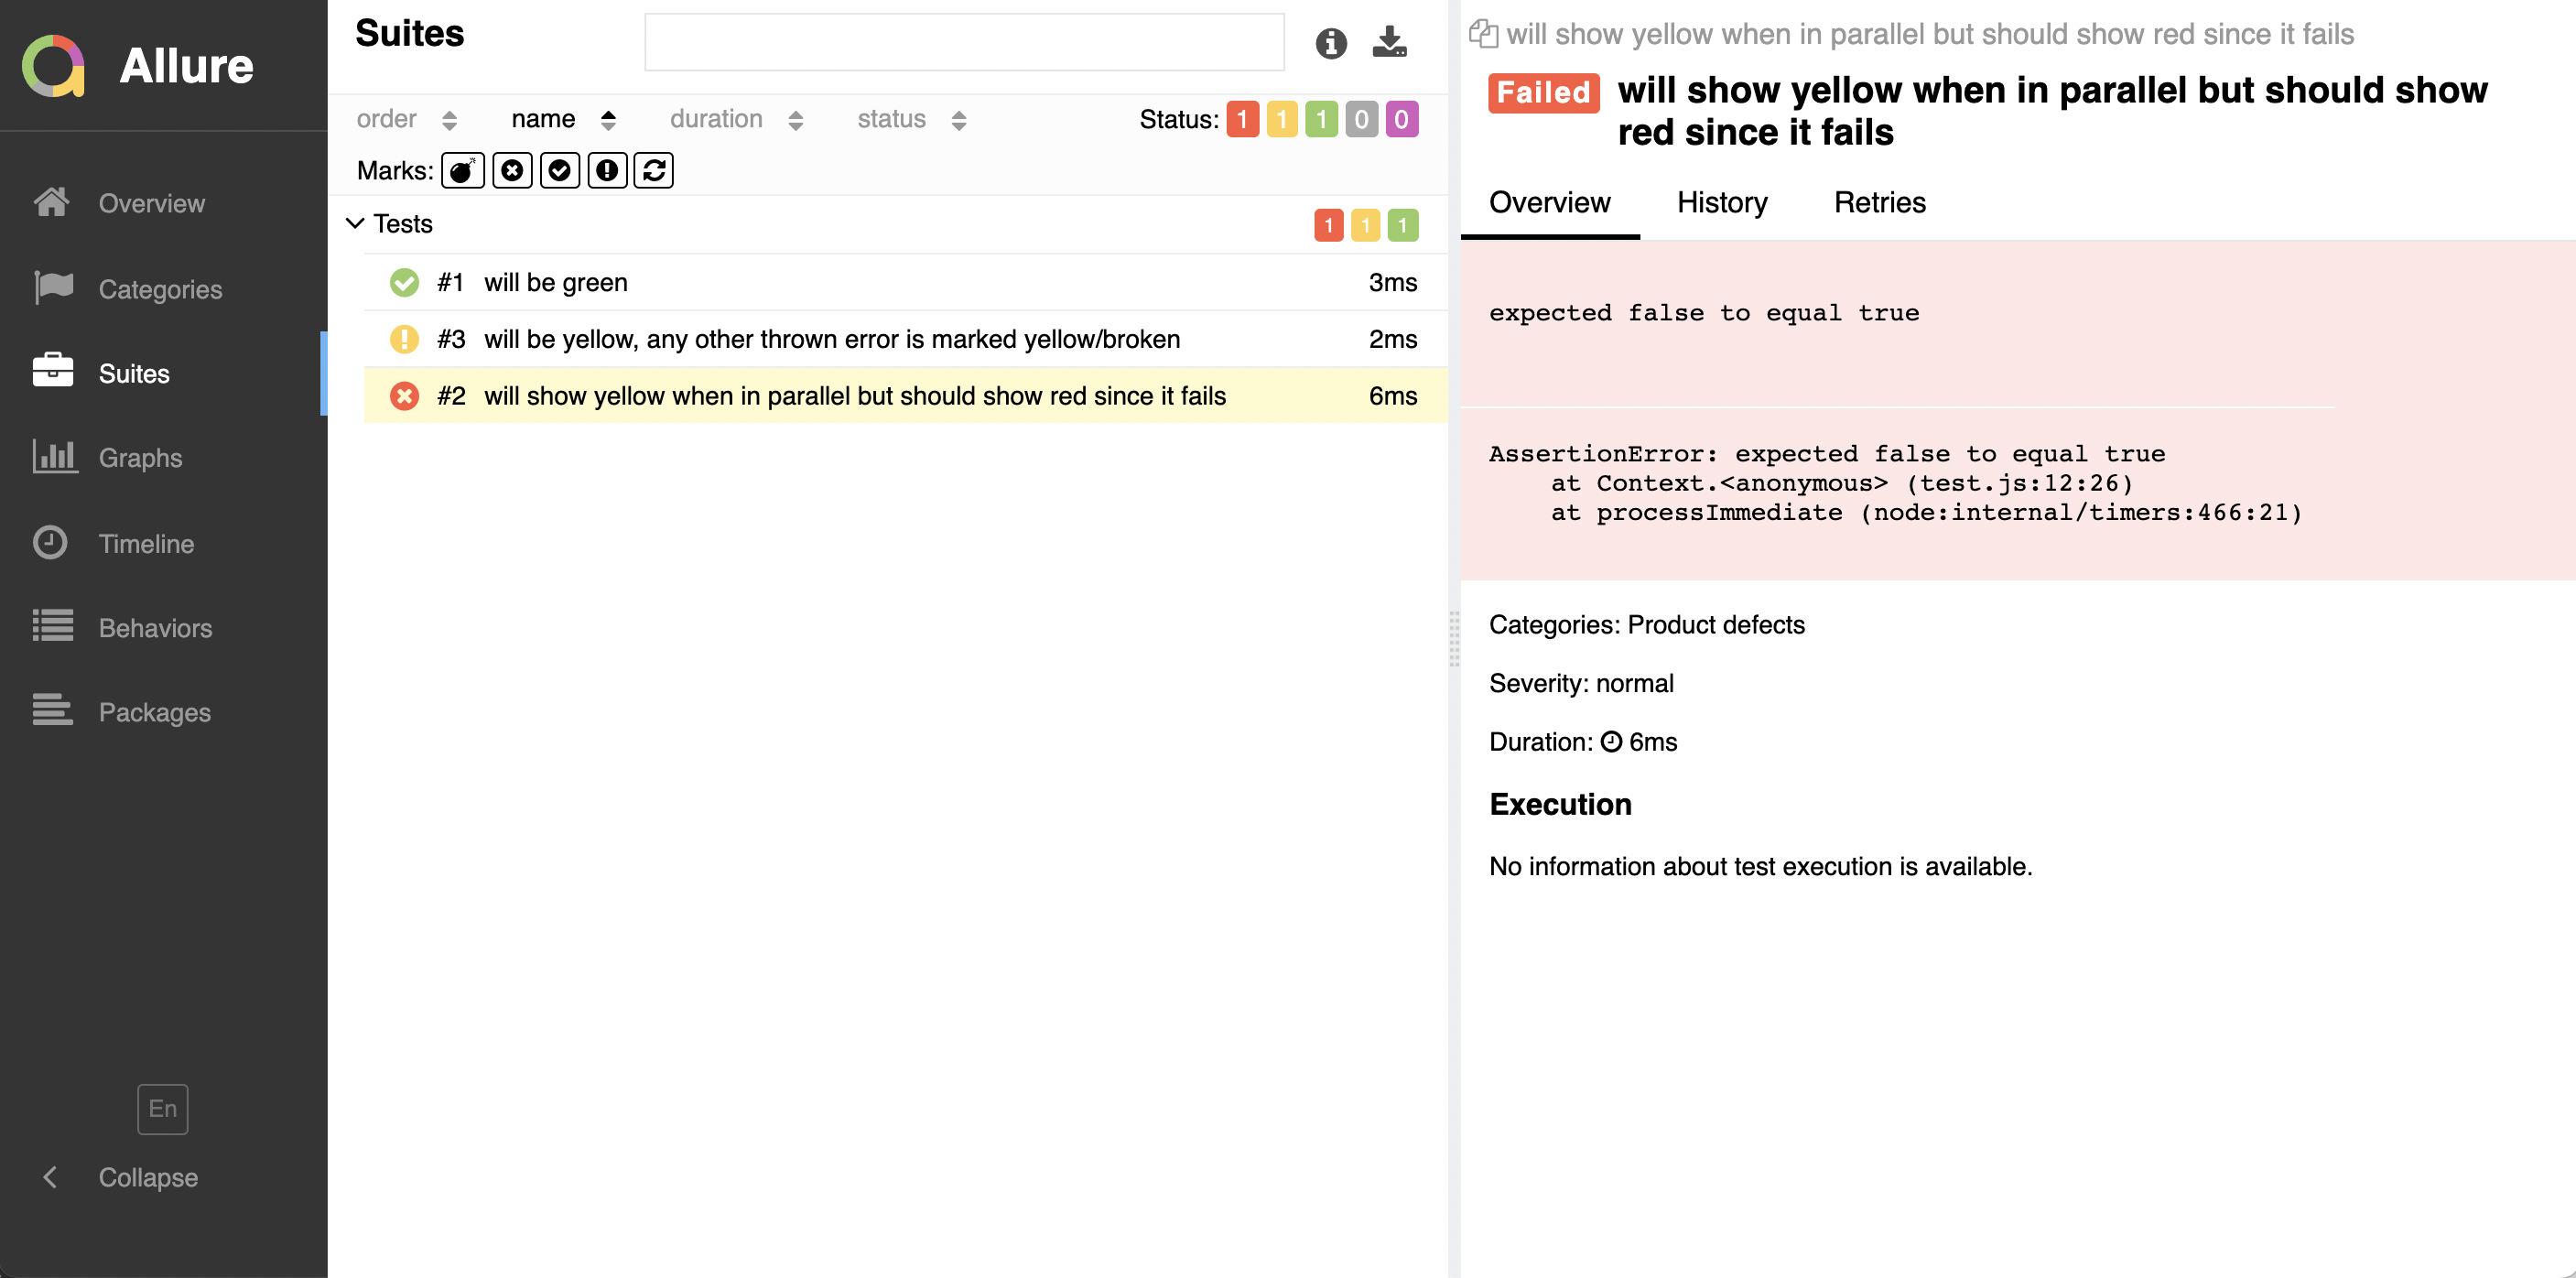 Allure
Overview
Categories
Suites
Graphs
Timeline
Behaviors
Packages
En
Collapse
Suites
order name duration status Status: 1 1 1 0 0
Marks:
Tests 1 1 1
#1 will be green 3ms
#3 will be yellow, any other thrown error is marked yellow/broken 2ms
#2 will show yellow when in parallel but should show red since it fails 6ms
will show yellow when in parallel but should show red since it fails
Failed will show yellow when in parallel but should show
red since it fails
Overview History Retries
expected false to equal true
AssertionError: expected false to equal true
at Context.<anonymous> (test.js:12:26)
at processImmediate (node:internal/timers:466:21)
Categories: Product defects
Severity: normal
Duration: 6ms
Execution
No information about test execution is available.